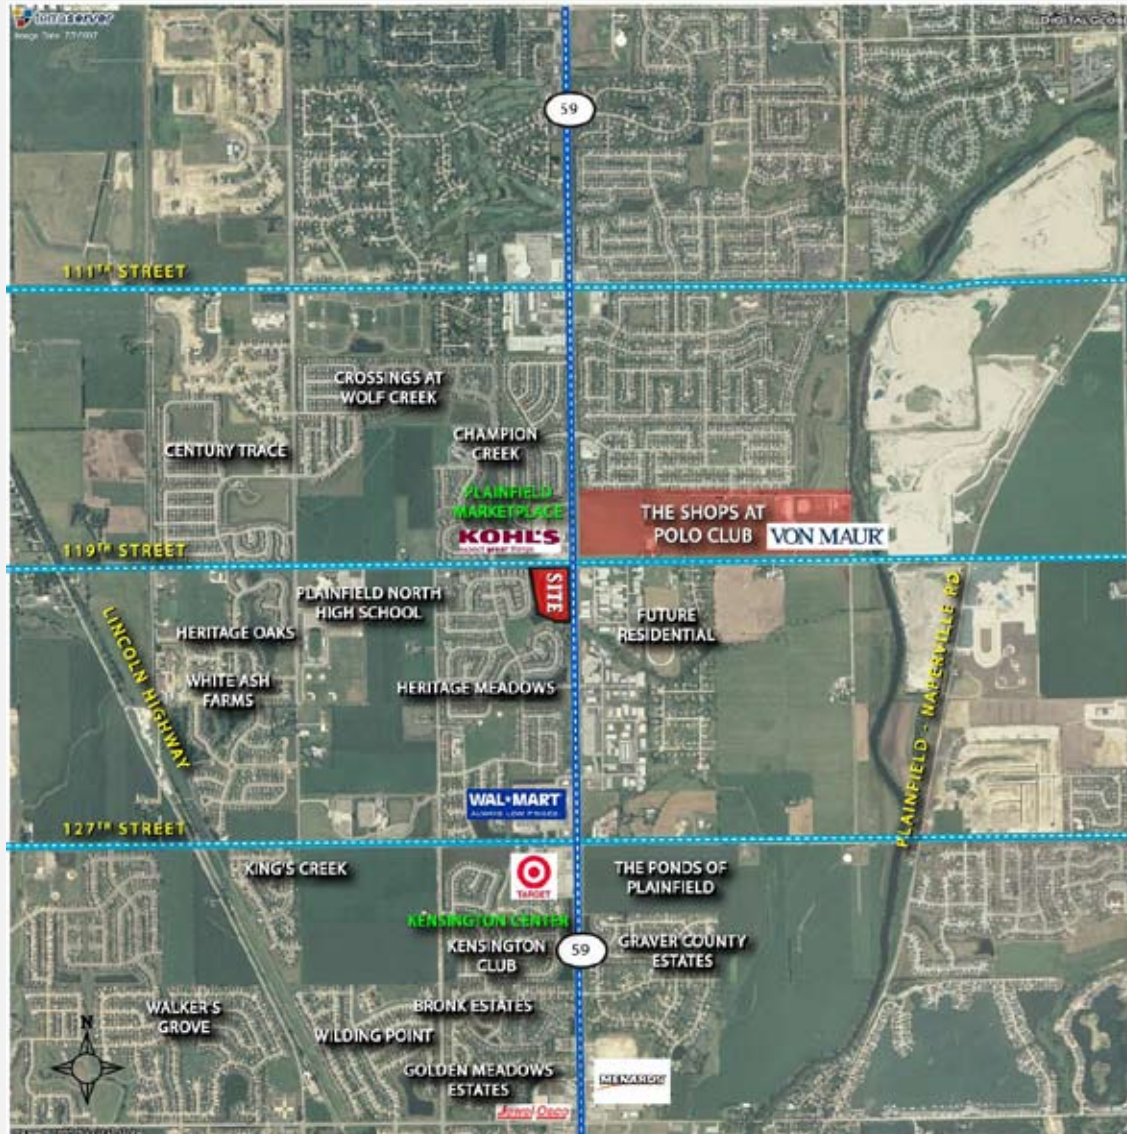 terraserver
DIGITAL GLOB
59
111TH STREET
CROSSINGS AT
WOLF CREEK
CENTURY TRACE
CHAMPION
CREEK
PLAINFIELD
MARKETPLACE
KOHL'S
THE SHOPS AT
POLO CLUB
VON MAUR
119TH STREET
SITE
PLAINFIELD NORTH
HIGH SCHOOL
HERITAGE OAKS
FUTURE
RESIDENTIAL
LINCOLN HIGHWAY
WHITE ASH
FARMS
HERITAGE MEADOWS
PLAINFIELD - NAPERVILLE RD.
WAL*MART
ALWAYS LOW PRICES
127TH STREET
KING'S CREEK
TARGET
THE PONDS OF
PLAINFIELD
KENSINGTON CENTER
KENSINGTON
CLUB
59
GRAVER COUNTY
ESTATES
WALKER'S
GROVE
BRONK ESTATES
N
WILDING POINT
GOLDEN MEADOWS
ESTATES
MENARDS
Jewel Osco